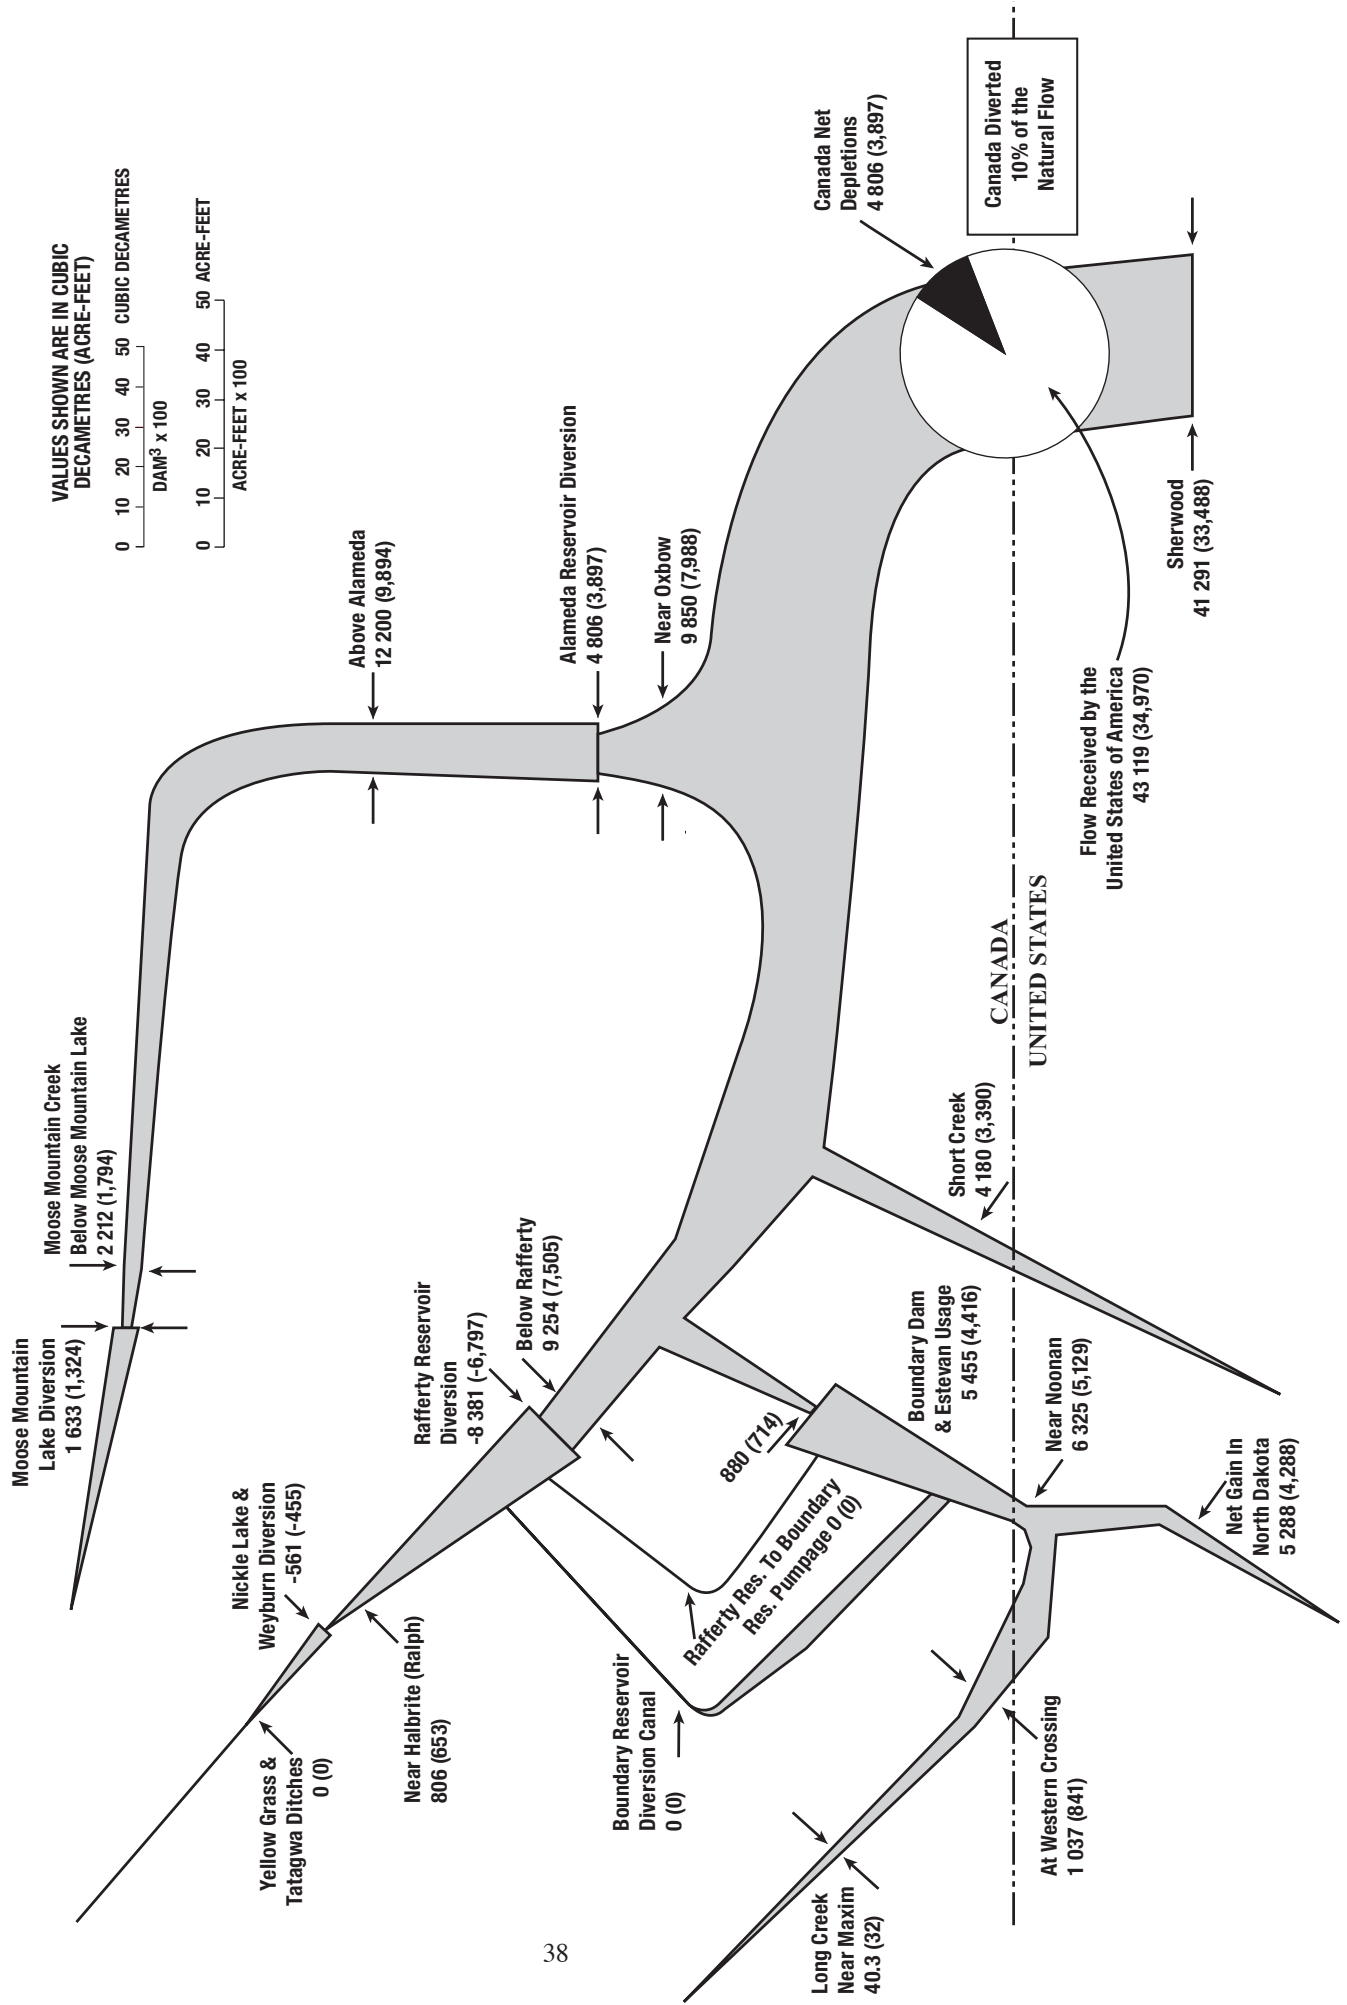 VALUES SHOWN ARE IN CUBIC
DECAMETRES (ACRE-FEET)
0 10 20 30 40 50 CUBIC DECAMETRES
DAM³ x 100
0 10 20 30 40 50 ACRE-FEET
ACRE-FEET x 100
Moose Mountain
Lake Diversion
1 633 (1,324)
Moose Mountain Creek
Below Moose Mountain Lake
2 212 (1,794)
Above Alameda
12 200 (9,894)
Alameda Reservoir Diversion
4 806 (3,897)
Near Oxbow
9 850 (7,988)
Canada Net
Depletions
4 806 (3,897)
Canada Diverted
10% of the
Natural Flow
Nickle Lake &
Weyburn Diversion
-561 (-455)
Yellow Grass &
Tatagwa Ditches
0 (0)
Near Halbrite (Ralph)
806 (653)
Rafferty Reservoir
Diversion
-8 381 (-6,797)
Below Rafferty
9 254 (7,505)
Boundary Reservoir
Diversion Canal
0 (0)
Rafferty Res. To Boundary
Res. Pumpage 0 (0)
880 (714)
Boundary Dam
& Estevan Usage
5 455 (4,416)
Short Creek
4 180 (3,390)
Long Creek
Near Maxim
40.3 (32)
At Western Crossing
1 037 (841)
Near Noonan
6 325 (5,129)
Net Gain In
North Dakota
5 288 (4,288)
CANADA
UNITED STATES
Flow Received by the
United States of America
43 119 (34,970)
Sherwood
41 291 (33,488)
38